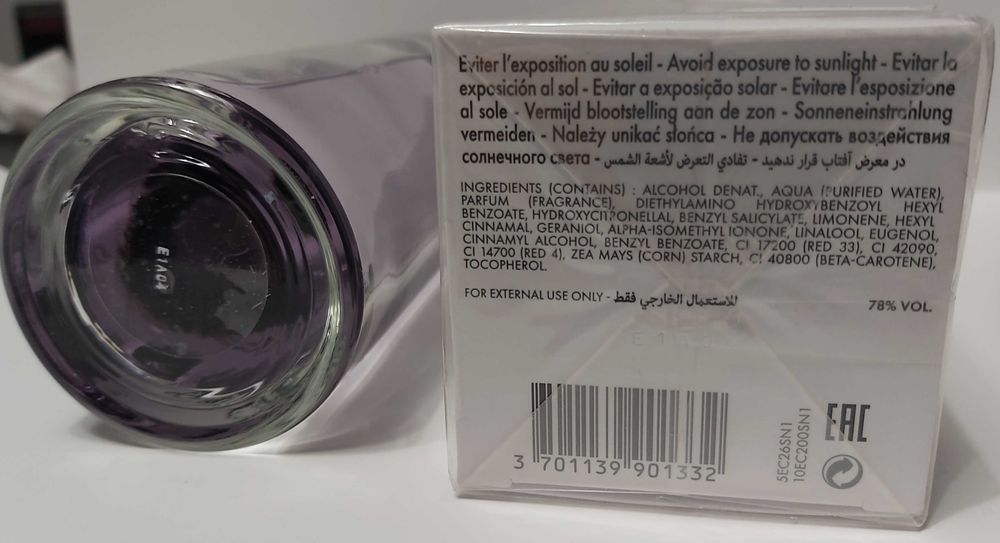 Eviter l'exposition au soleil - Avoid exposure to sunlight - Evitar la
exposición al sol - Evitar a exposição solar - Evitare l'esposizione
al sole - Vermijd blootstelling aan de zon - Sonneneinstrahlung
vermeiden - Należy unikać słońca - Не допускать воздействия
солнечного света - در معرض آفتاب قرار ندهید - تفادي التعرض لأشعة الشمس
INGREDIENTS (CONTAINS) : ALCOHOL DENAT., AQUA (PURIFIED WATER),
PARFUM (FRAGRANCE), DIETHYLAMINO HYDROXYBENZOYL HEXYL
BENZOATE, HYDROXYCITRONELLAL, BENZYL SALICYLATE, LIMONENE, HEXYL
CINNAMAL, GERANIOL, ALPHA-ISOMETHYL IONONE, LINALOOL, EUGENOL,
CINNAMYL ALCOHOL, BENZYL BENZOATE, CI 17200 (RED 33), CI 42090,
CI 14700 (RED 4), ZEA MAYS (CORN) STARCH, CI 40800 (BETA-CAROTENE),
TOCOPHEROL.
FOR EXTERNAL USE ONLY - للاستعمال الخارجي فقط
78% VOL.
3 701139 901332
5EC26SN1
10EC200SN1
EAC